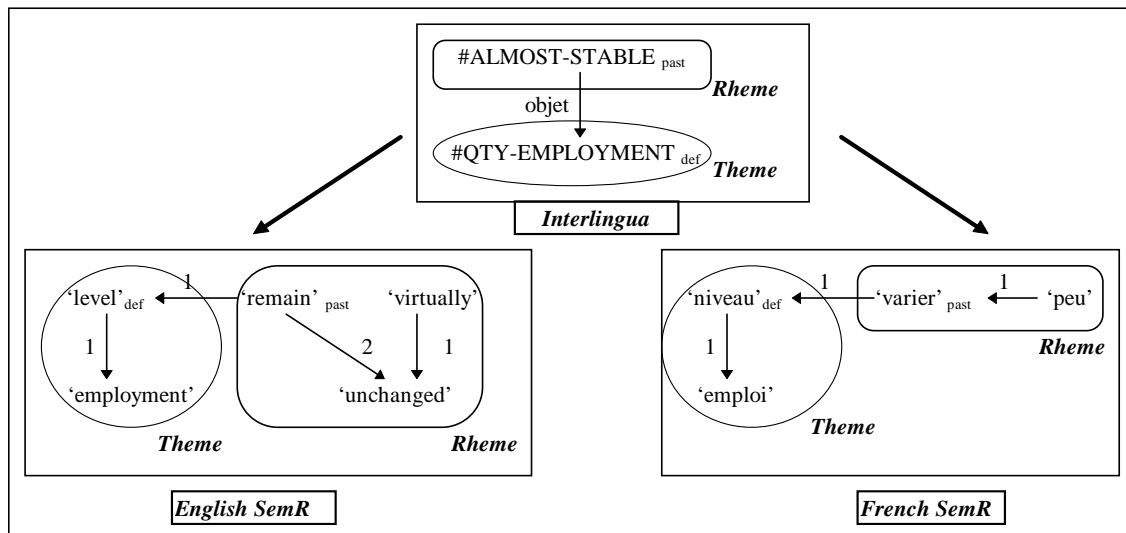 #ALMOST-STABLE past
Rheme
objet
#QTY-EMPLOYMENT def
Theme
Interlingua
‘level’def
1
‘remain’ past
‘virtually’
1
2
1
‘employment’
‘unchanged’
Theme
Rheme
English SemR
‘niveau’def
1
‘varier’ past
1
‘peu’
1
Rheme
‘emploi’
Theme
French SemR